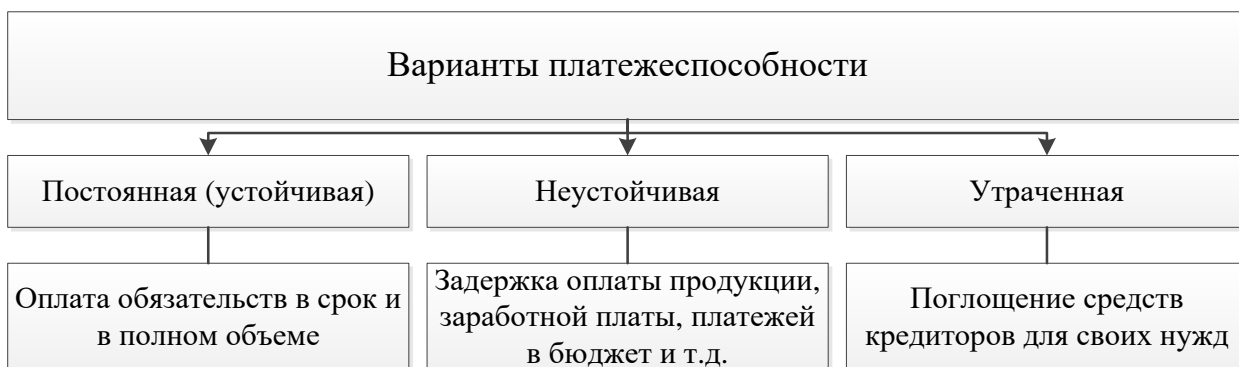 Варианты платежеспособности
Постоянная (устойчивая)
Неустойчивая
Утраченная
Оплата обязательств в срок и
в полном объеме
Задержка оплаты продукции,
заработной платы, платежей
в бюджет и т.д.
Поглощение средств
кредиторов для своих нужд